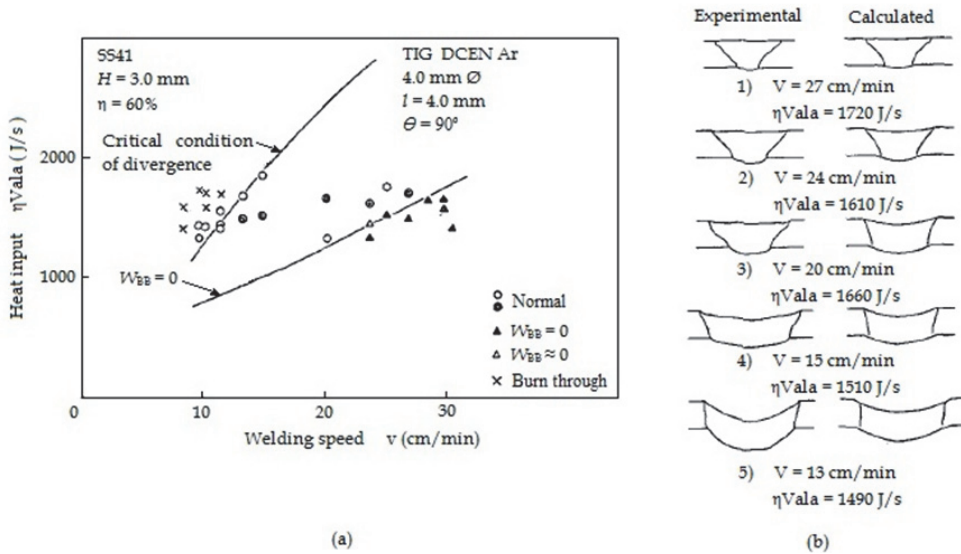 SS41
H = 3.0 mm
η = 60%
TIG DCEN Ar
4.0 mm Ø
l = 4.0 mm
Θ = 90°
Critical condition
of divergence
W_BB = 0
Heat input ηVala ( J/s )
2000
1000
0
0
10
20
30
Welding speed v (cm/min)
Normal
W_BB = 0
W_BB ≈ 0
Burn through
(a)
Experimental Calculated
1) V = 27 cm/min
ηVala = 1720 J/s
2) V = 24 cm/min
ηVala = 1610 J/s
3) V = 20 cm/min
ηVala = 1660 J/s
4) V = 15 cm/min
ηVala = 1510 J/s
5) V = 13 cm/min
ηVala = 1490 J/s
(b)